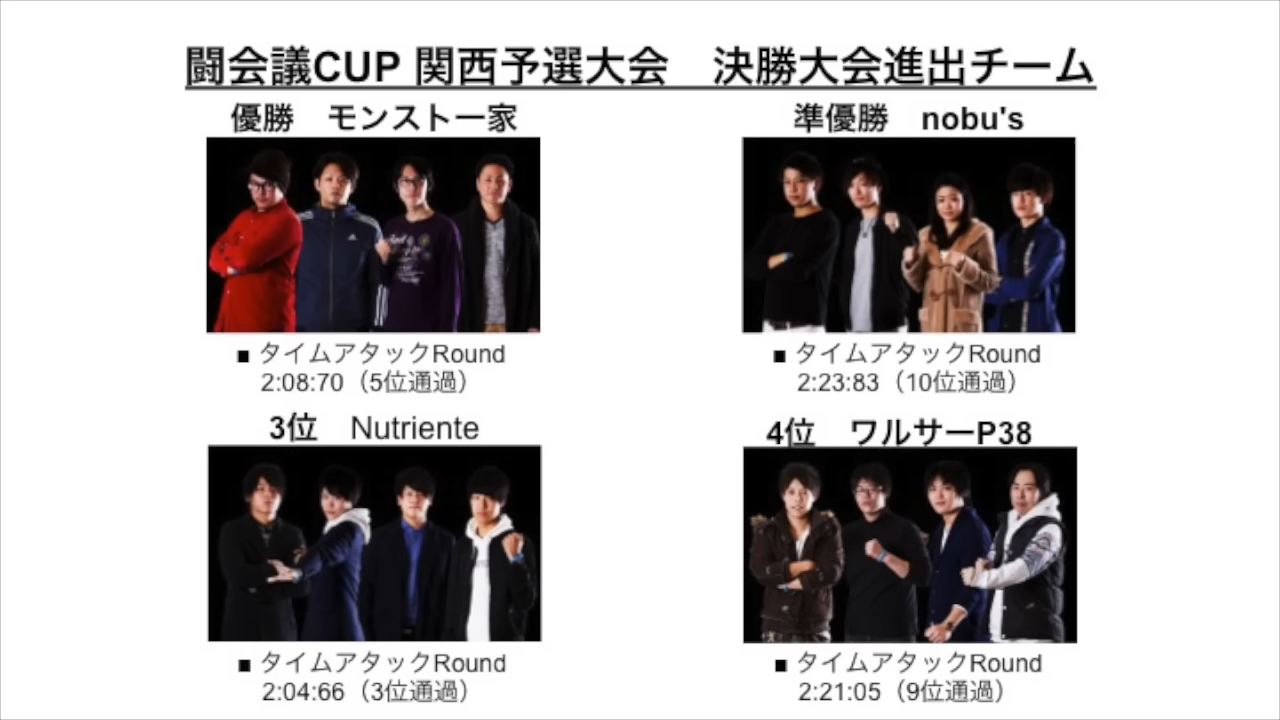 闘会議CUP 関西予選大会　決勝大会進出チーム
優勝　モンスト一家
準優勝　nobu's
■ タイムアタックRound
2:08:70（5位通過）
■ タイムアタックRound
2:23:83（10位通過）
3位　Nutriente
4位　ワルサーP38
■ タイムアタックRound
2:04:66（3位通過）
■ タイムアタックRound
2:21:05（9位通過）